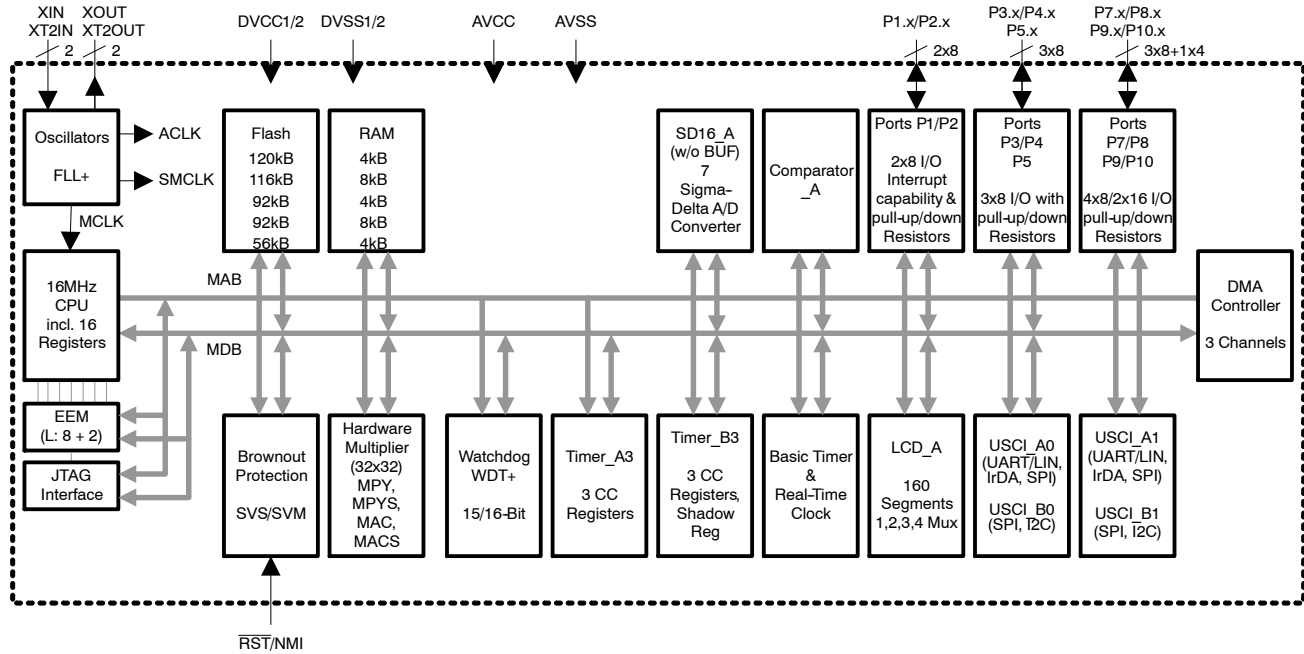 XIN
XT2IN
2
XOUT
XT2OUT
2
DVCC1/2
DVSS1/2
AVCC
AVSS
P1.x/P2.x
2x8
P3.x/P4.x
P5.x
3x8
P7.x/P8.x
P9.x/P10.x
3x8+1x4
Oscillators
FLL+
ACLK
SMCLK
MCLK
Flash
120kB
116kB
92kB
92kB
56kB
RAM
4kB
8kB
4kB
8kB
4kB
SD16_A
(w/o BUF)
7
Sigma-
Delta A/D
Converter
Comparator
_A
Ports P1/P2
2x8 I/O
Interrupt
capability &
pull-up/down
Resistors
Ports
P3/P4
P5
3x8 I/O with
pull-up/down
Resistors
Ports
P7/P8
P9/P10
4x8/2x16 I/O
pull-up/down
Resistors
16MHz
CPU
incl. 16
Registers
MAB
MDB
DMA
Controller
3 Channels
EEM
(L: 8 + 2)
JTAG
Interface
Brownout
Protection
SVS/SVM
Hardware
Multiplier
(32x32)
MPY,
MPYS,
MAC,
MACS
Watchdog
WDT+
15/16-Bit
Timer_A3
3 CC
Registers
Timer_B3
3 CC
Registers,
Shadow
Reg
Basic Timer
&
Real-Time
Clock
LCD_A
160
Segments
1,2,3,4 Mux
USCI_A0
(UART/LIN,
IrDA, SPI)
USCI_B0
(SPI, I2C)
USCI_A1
(UART/LIN,
IrDA, SPI)
USCI_B1
(SPI, I2C)
RST/NMI